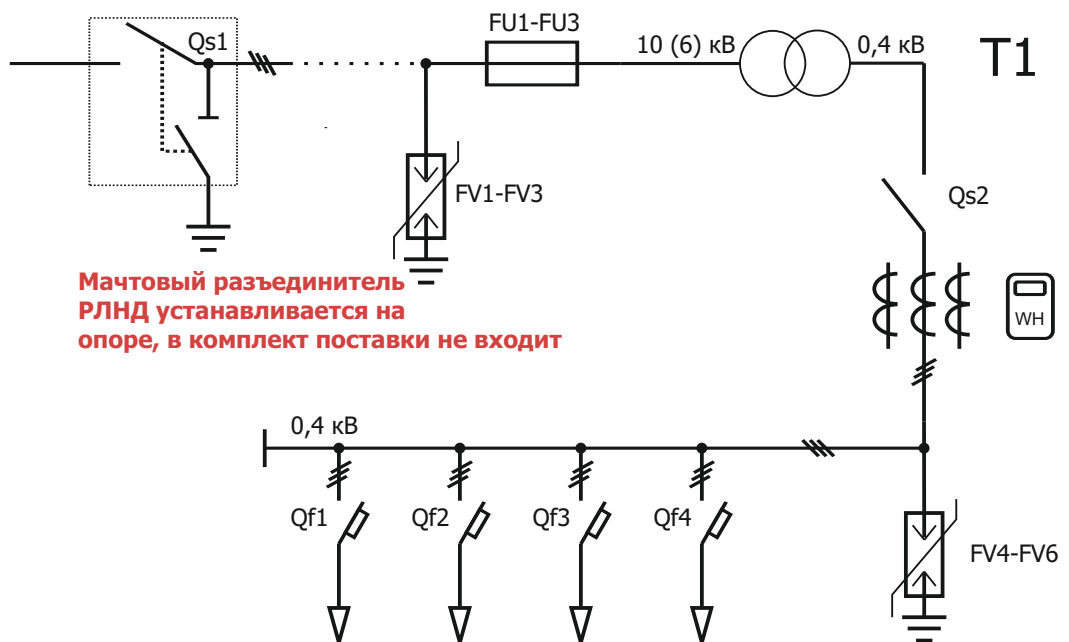 Qs1
FU1-FU3
10 (6) кВ
0,4 кВ
T1
FV1-FV3
Qs2
Мачтовый разъединитель
РЛНД устанавливается на
опоре, в комплект поставки не входит
WH
0,4 кВ
Qf1
Qf2
Qf3
Qf4
FV4-FV6